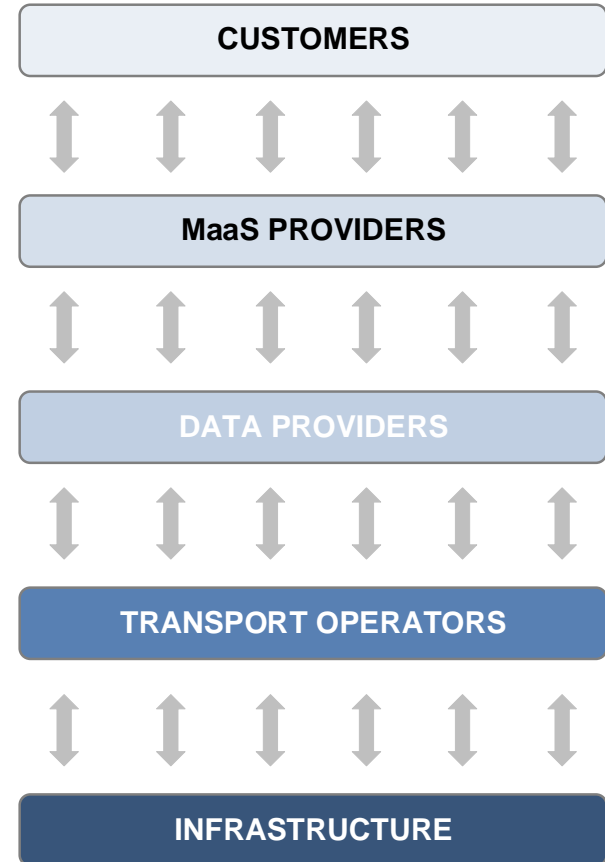 CUSTOMERS
MaaS PROVIDERS
DATA PROVIDERS
TRANSPORT OPERATORS
INFRASTRUCTURE